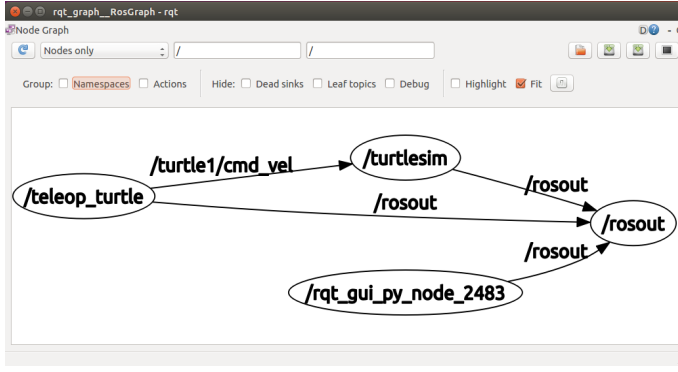 rqt_graph__RosGraph - rqt
Node Graph
D - 
Nodes only / /
Group: Namespaces Actions Hide: Dead sinks Leaf topics Debug Highlight Fit
/turtle1/cmd_vel
/turtlesim
/teleop_turtle
/rosout
/rosout
/rosout
/rosout
/rqt_gui_py_node_2483